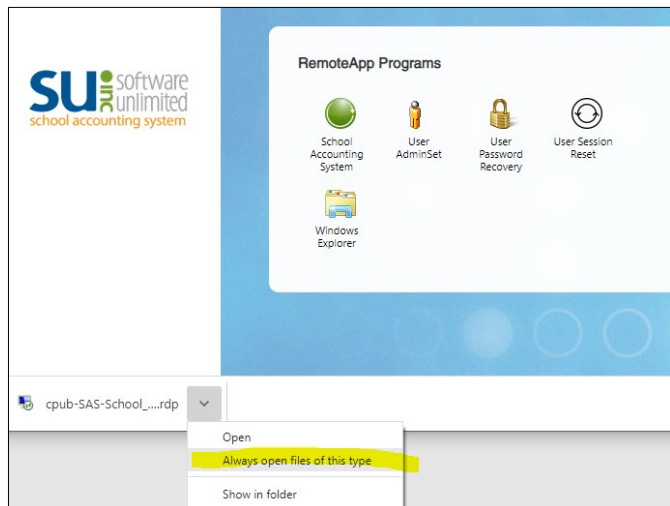 SU inc software
unlimited
school accounting system
RemoteApp Programs
School
Accounting
System
User
AdminSet
User
Password
Recovery
User Session
Reset
Windows
Explorer
cpub-SAS-School_....rdp
Open
Always open files of this type
Show in folder